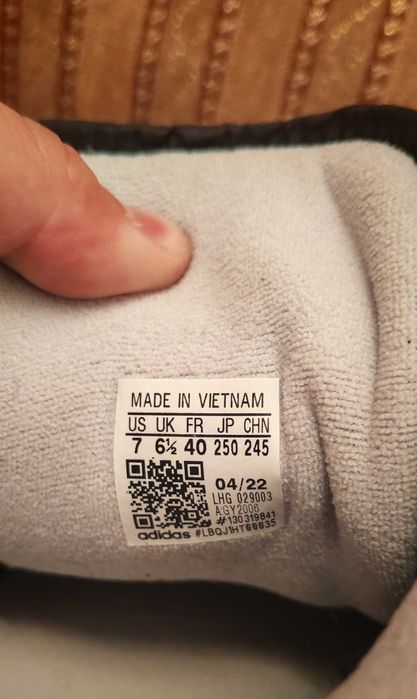 MADE IN VIETNAM
US UK FR JP CHN
7 6½ 40 250 245
04/22
LHG 029003
AGY2006
#130319841
adidas #LBQJ1HT00035